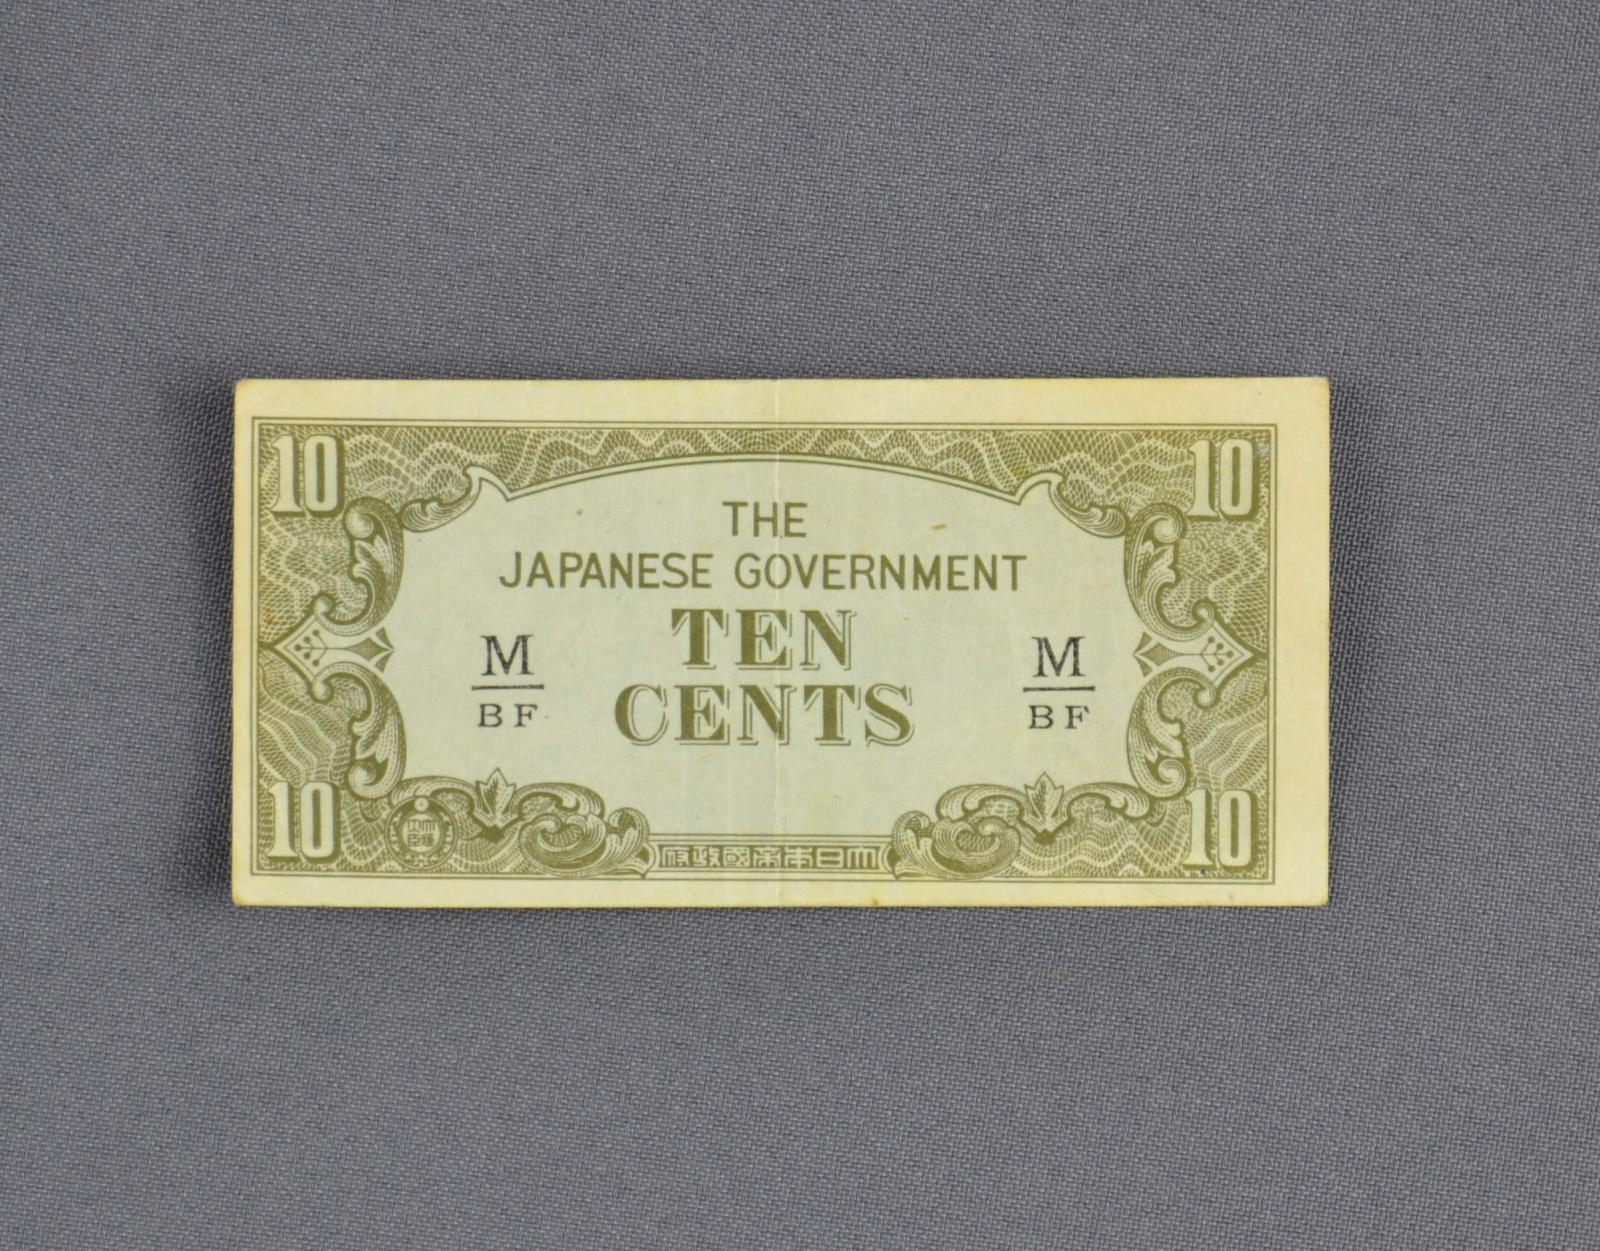 10 10
THE
JAPANESE GOVERNMENT
TEN
CENTS
M M
BF BF
10 10
府政國帝本日大